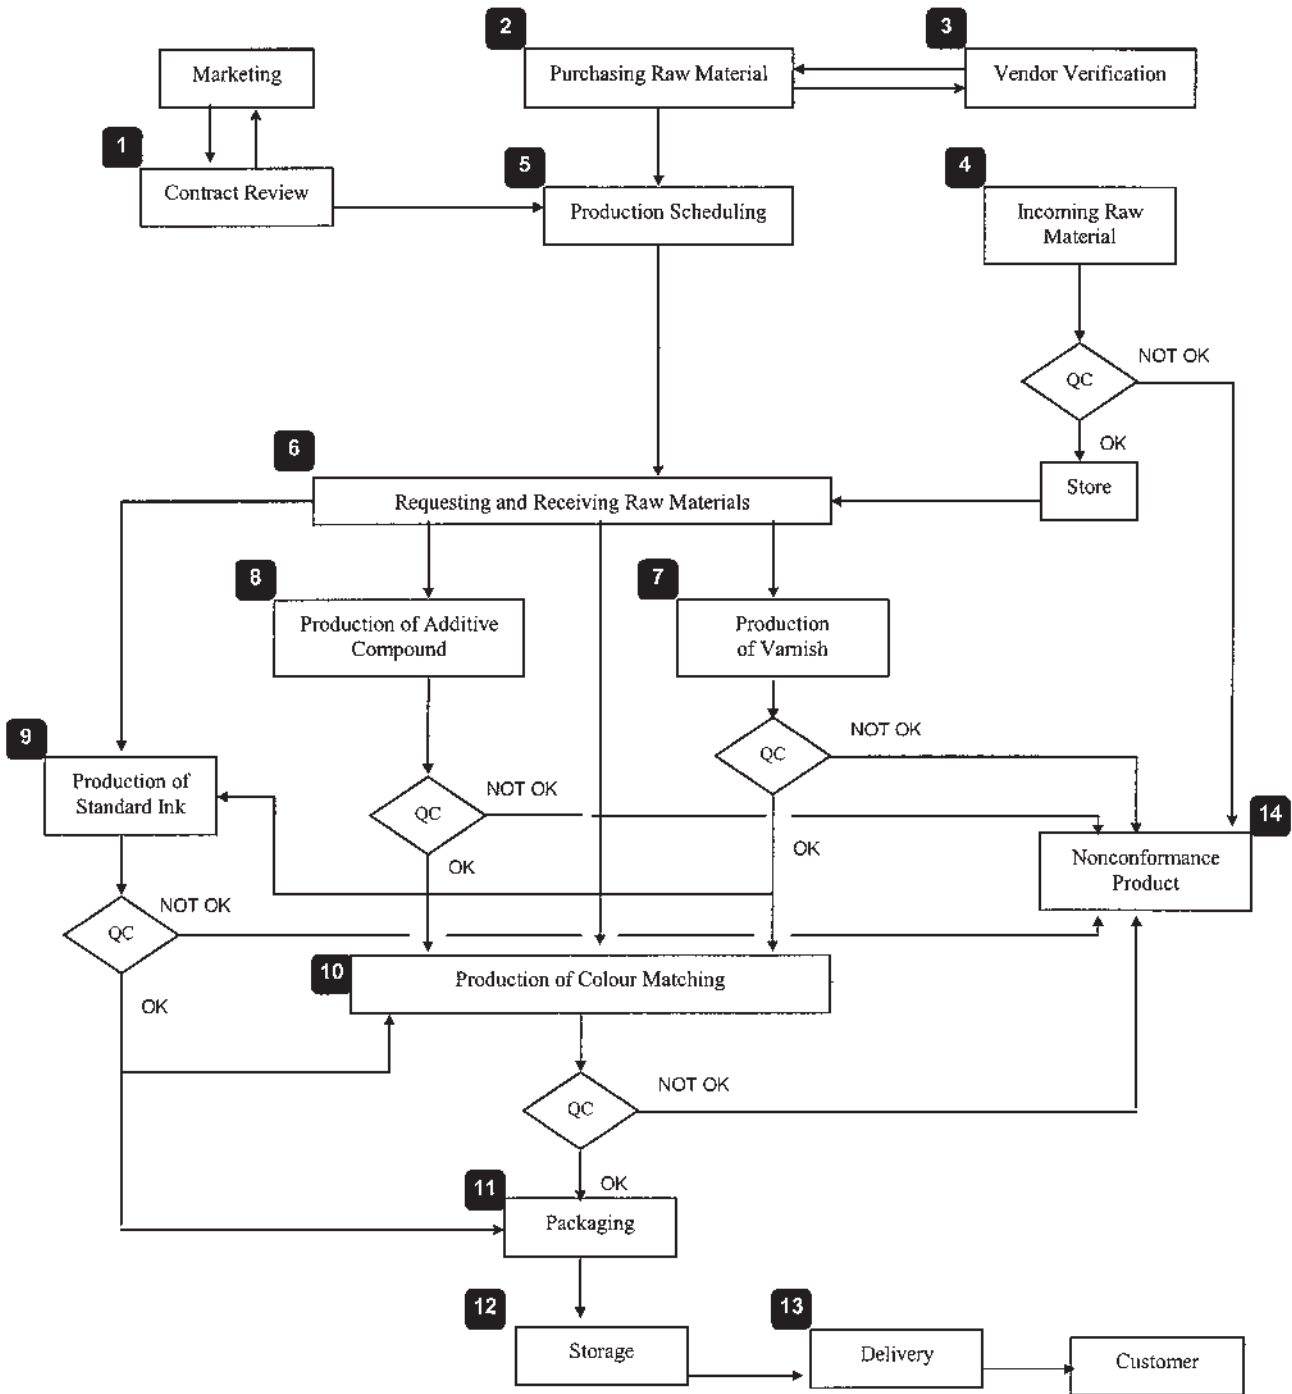 2
3
Marketing
Purchasing Raw Material
Vendor Verification
1
5
4
Contract Review
Production Scheduling
Incoming Raw
Material
NOT OK
QC
OK
6
Store
Requesting and Receiving Raw Materials
8
7
Production of Additive
Compound
Production
of Varnish
9
NOT OK
QC
Production of
Standard Ink
NOT OK
QC
14
OK
OK
Nonconformance
Product
NOT OK
QC
10
Production of Colour Matching
OK
NOT OK
QC
OK
11
Packaging
12
13
Storage
Delivery
Customer